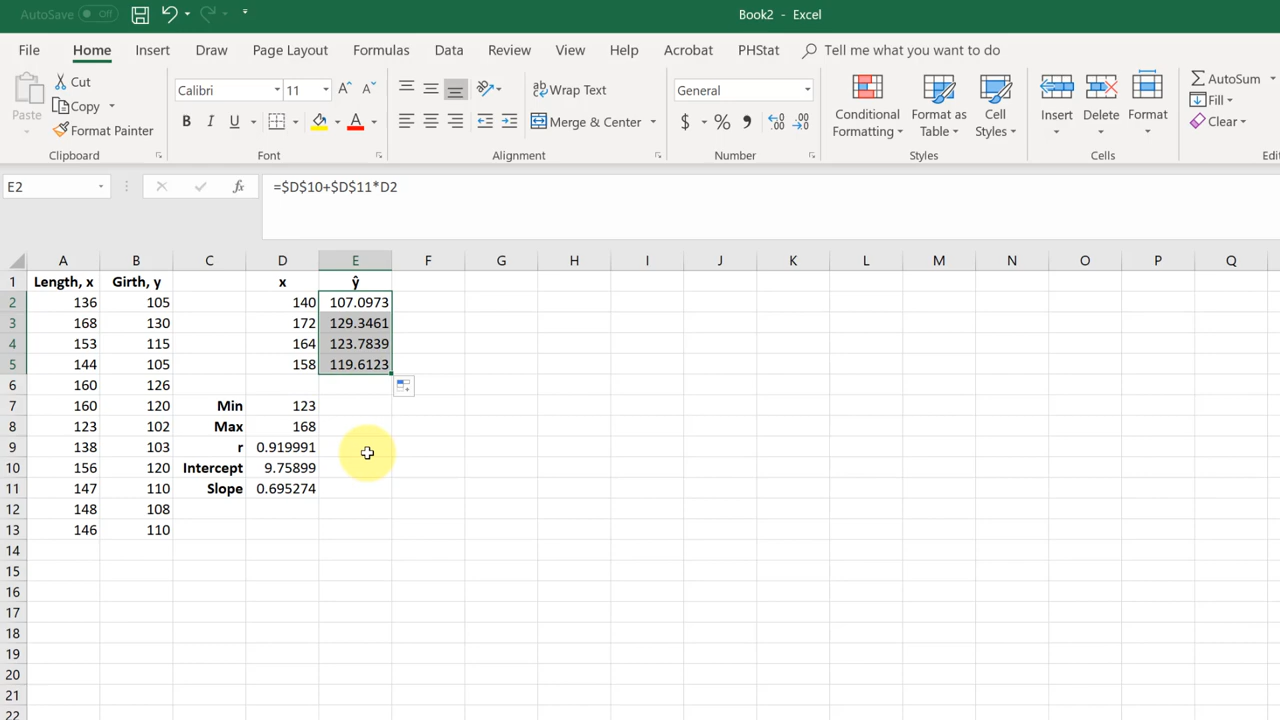 AutoSave Off Book2 - Excel
File Home Insert Draw Page Layout Formulas Data Review View Help Acrobat PHStat Tell me what you want to do
Paste
Cut
Copy
Format Painter
Clipboard
Calibri 11
B I U A
Font
Wrap Text
Merge & Center
Alignment
General
$ % ,
Number
Conditional Formatting
Format as Table
Cell Styles
Styles
Insert Delete Format
Cells
AutoSum
Fill
Clear
E2 fx =$D$10+$D$11*D2
A B C D E F G H I J K L M N O P Q
1 Length, x Girth, y x ŷ
2 136 105 140 107.0973
3 168 130 172 129.3461
4 153 115 164 123.7839
5 144 105 158 119.6123
6 160 126
7 160 120 Min 123
8 123 102 Max 168
9 138 103 r 0.919991
10 156 120 Intercept 9.75899
11 147 110 Slope 0.695274
12 148 108
13 146 110
14
15
16
17
18
19
20
21
22